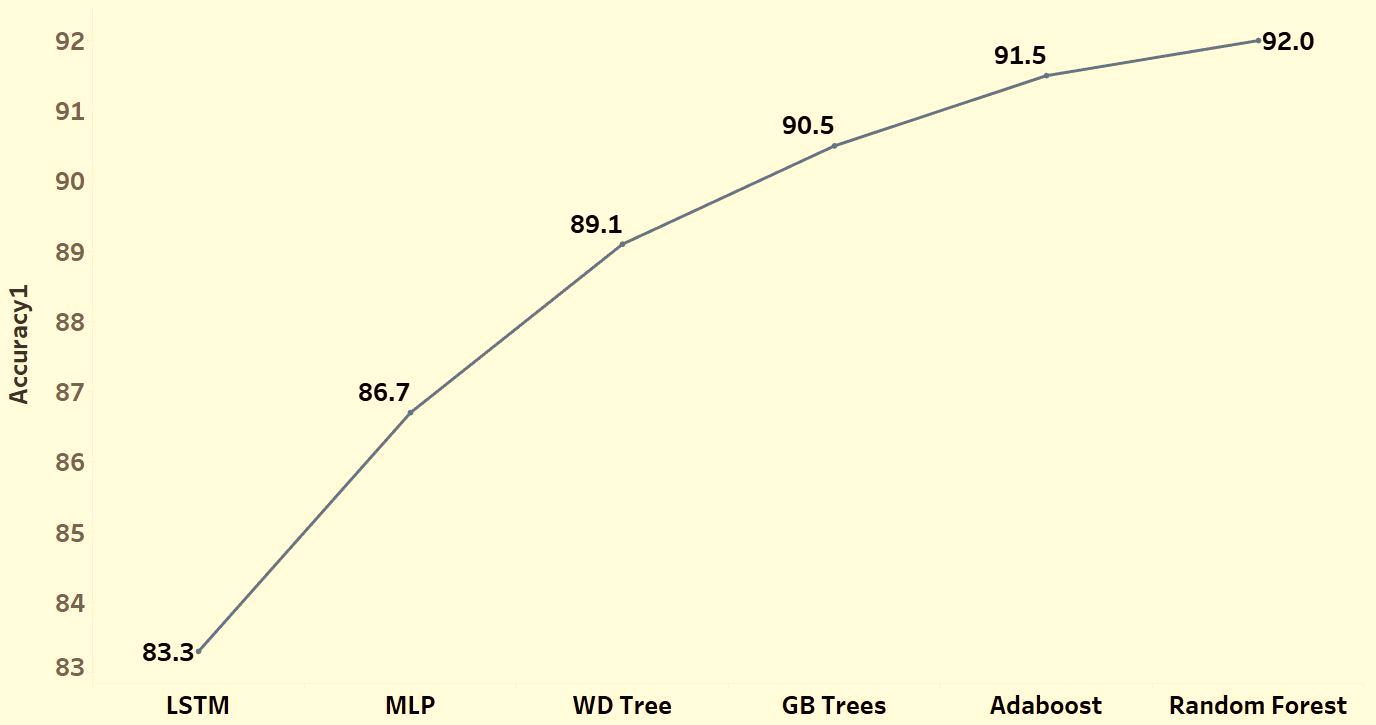 Accuracy1
92
91
90
89
88
87
86
85
84
83
83.3
86.7
89.1
90.5
91.5
92.0
LSTM
MLP
WD Tree
GB Trees
Adaboost
Random Forest